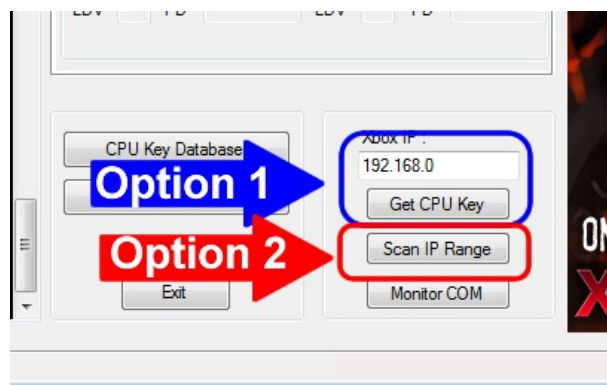 CPU Key Database
Option 1
Option 2
Exit
Xbox IP :
192.168.0
Get CPU Key
Scan IP Range
Monitor COM